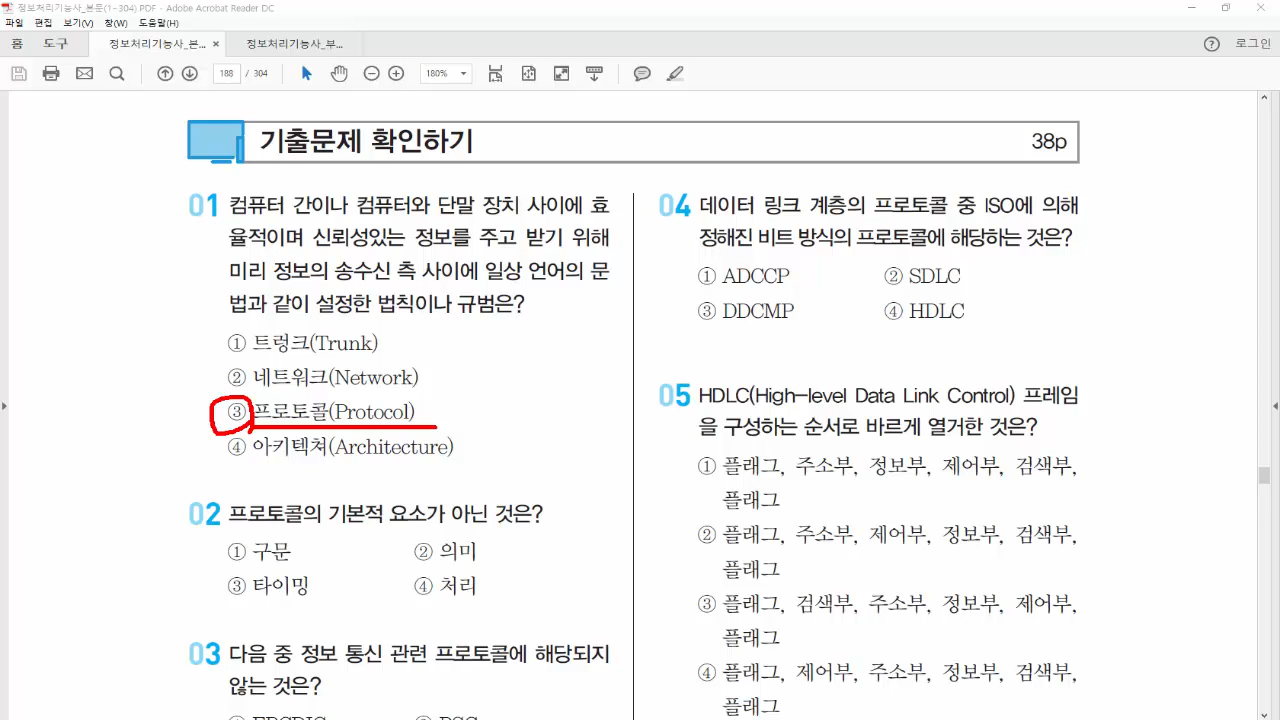 정보처리기능사_본문(1-304).PDF - Adobe Acrobat Reader DC
파일 편집 보기(V) 창(W) 도움말(H)
홈 도구 정보처리기능사_본... × 정보처리기능사_부... 로그인
188 / 304 180%
기출문제 확인하기 38p
01 컴퓨터 간이나 컴퓨터와 단말 장치 사이에 효
율적이며 신뢰성있는 정보를 주고 받기 위해
미리 정보의 송수신 측 사이에 일상 언어의 문
법과 같이 설정한 법칙이나 규범은?
① 트렁크(Trunk)
② 네트워크(Network)
③ 프로토콜(Protocol)
④ 아키텍쳐(Architecture)
02 프로토콜의 기본적 요소가 아닌 것은?
① 구문 ② 의미
③ 타이밍 ④ 처리
03 다음 중 정보 통신 관련 프로토콜에 해당되지
않는 것은?
① EBCDIC ② BSC
04 데이터 링크 계층의 프로토콜 중 ISO에 의해
정해진 비트 방식의 프로토콜에 해당하는 것은?
① ADCCP ② SDLC
③ DDCMP ④ HDLC
05 HDLC(High-level Data Link Control) 프레임
을 구성하는 순서로 바르게 열거한 것은?
① 플래그, 주소부, 정보부, 제어부, 검색부,
플래그
② 플래그, 주소부, 제어부, 정보부, 검색부,
플래그
③ 플래그, 검색부, 주소부, 정보부, 제어부,
플래그
④ 플래그, 제어부, 주소부, 정보부, 검색부,
플래그